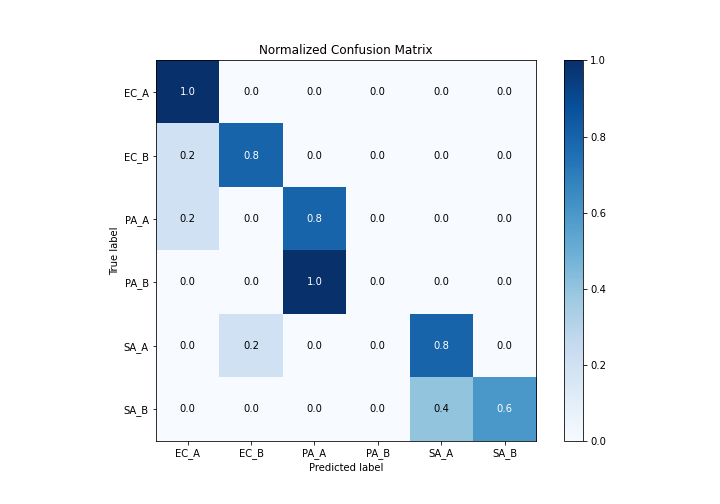 Normalized Confusion Matrix
EC_A 1.0 0.0 0.0 0.0 0.0 0.0
EC_B 0.2 0.8 0.0 0.0 0.0 0.0
PA_A 0.2 0.0 0.8 0.0 0.0 0.0
PA_B 0.0 0.0 1.0 0.0 0.0 0.0
SA_A 0.0 0.2 0.0 0.0 0.8 0.0
SA_B 0.0 0.0 0.0 0.0 0.4 0.6
EC_A EC_B PA_A PA_B SA_A SA_B
Predicted label
True label
1.0
0.8
0.6
0.4
0.2
0.0